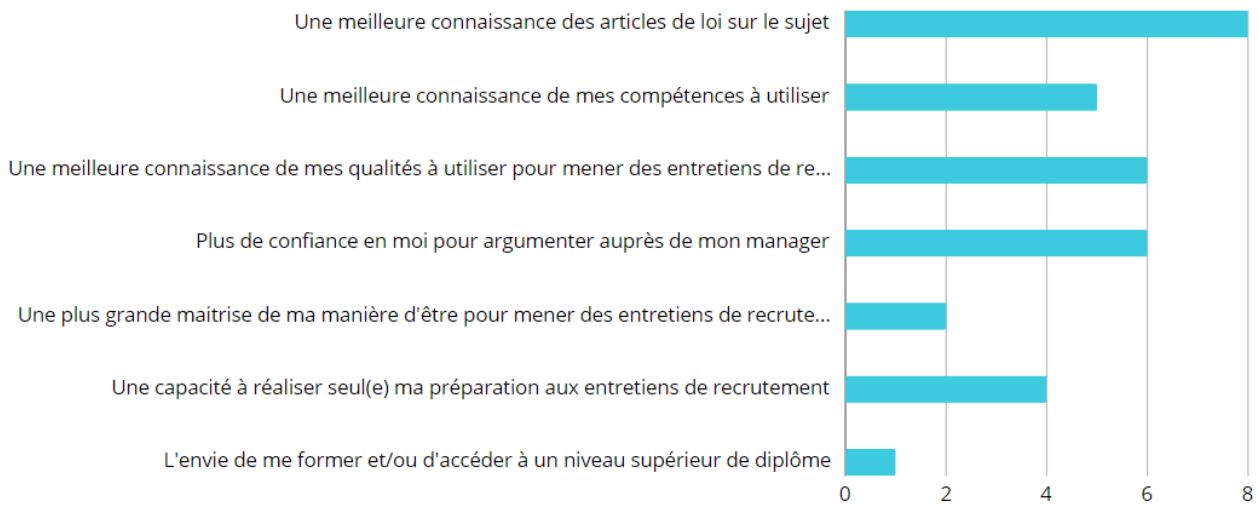 Une meilleure connaissance des articles de loi sur le sujet
Une meilleure connaissance de mes compétences à utiliser
Une meilleure connaissance de mes qualités à utiliser pour mener des entretiens de re...
Plus de confiance en moi pour argumenter auprès de mon manager
Une plus grande maitrise de ma manière d'être pour mener des entretiens de recrute...
Une capacité à réaliser seul(e) ma préparation aux entretiens de recrutement
L'envie de me former et/ou d'accéder à un niveau supérieur de diplôme
0 2 4 6 8